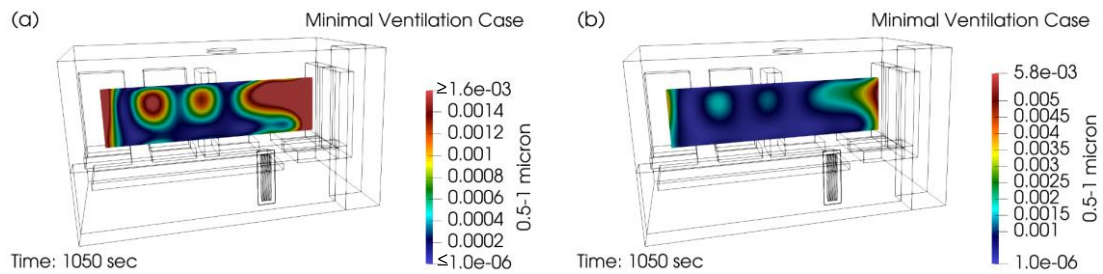 (a)
Minimal Ventilation Case
≥1.6e-03
0.0014
0.0012
0.001
0.0008
0.0006
0.0004
0.0002
≤1.0e-06
0.5-1 micron
Time: 1050 sec
(b)
Minimal Ventilation Case
5.8e-03
0.005
0.0045
0.004
0.0035
0.003
0.0025
0.002
0.0015
1.0e-06
0.5-1 micron
Time: 1050 sec